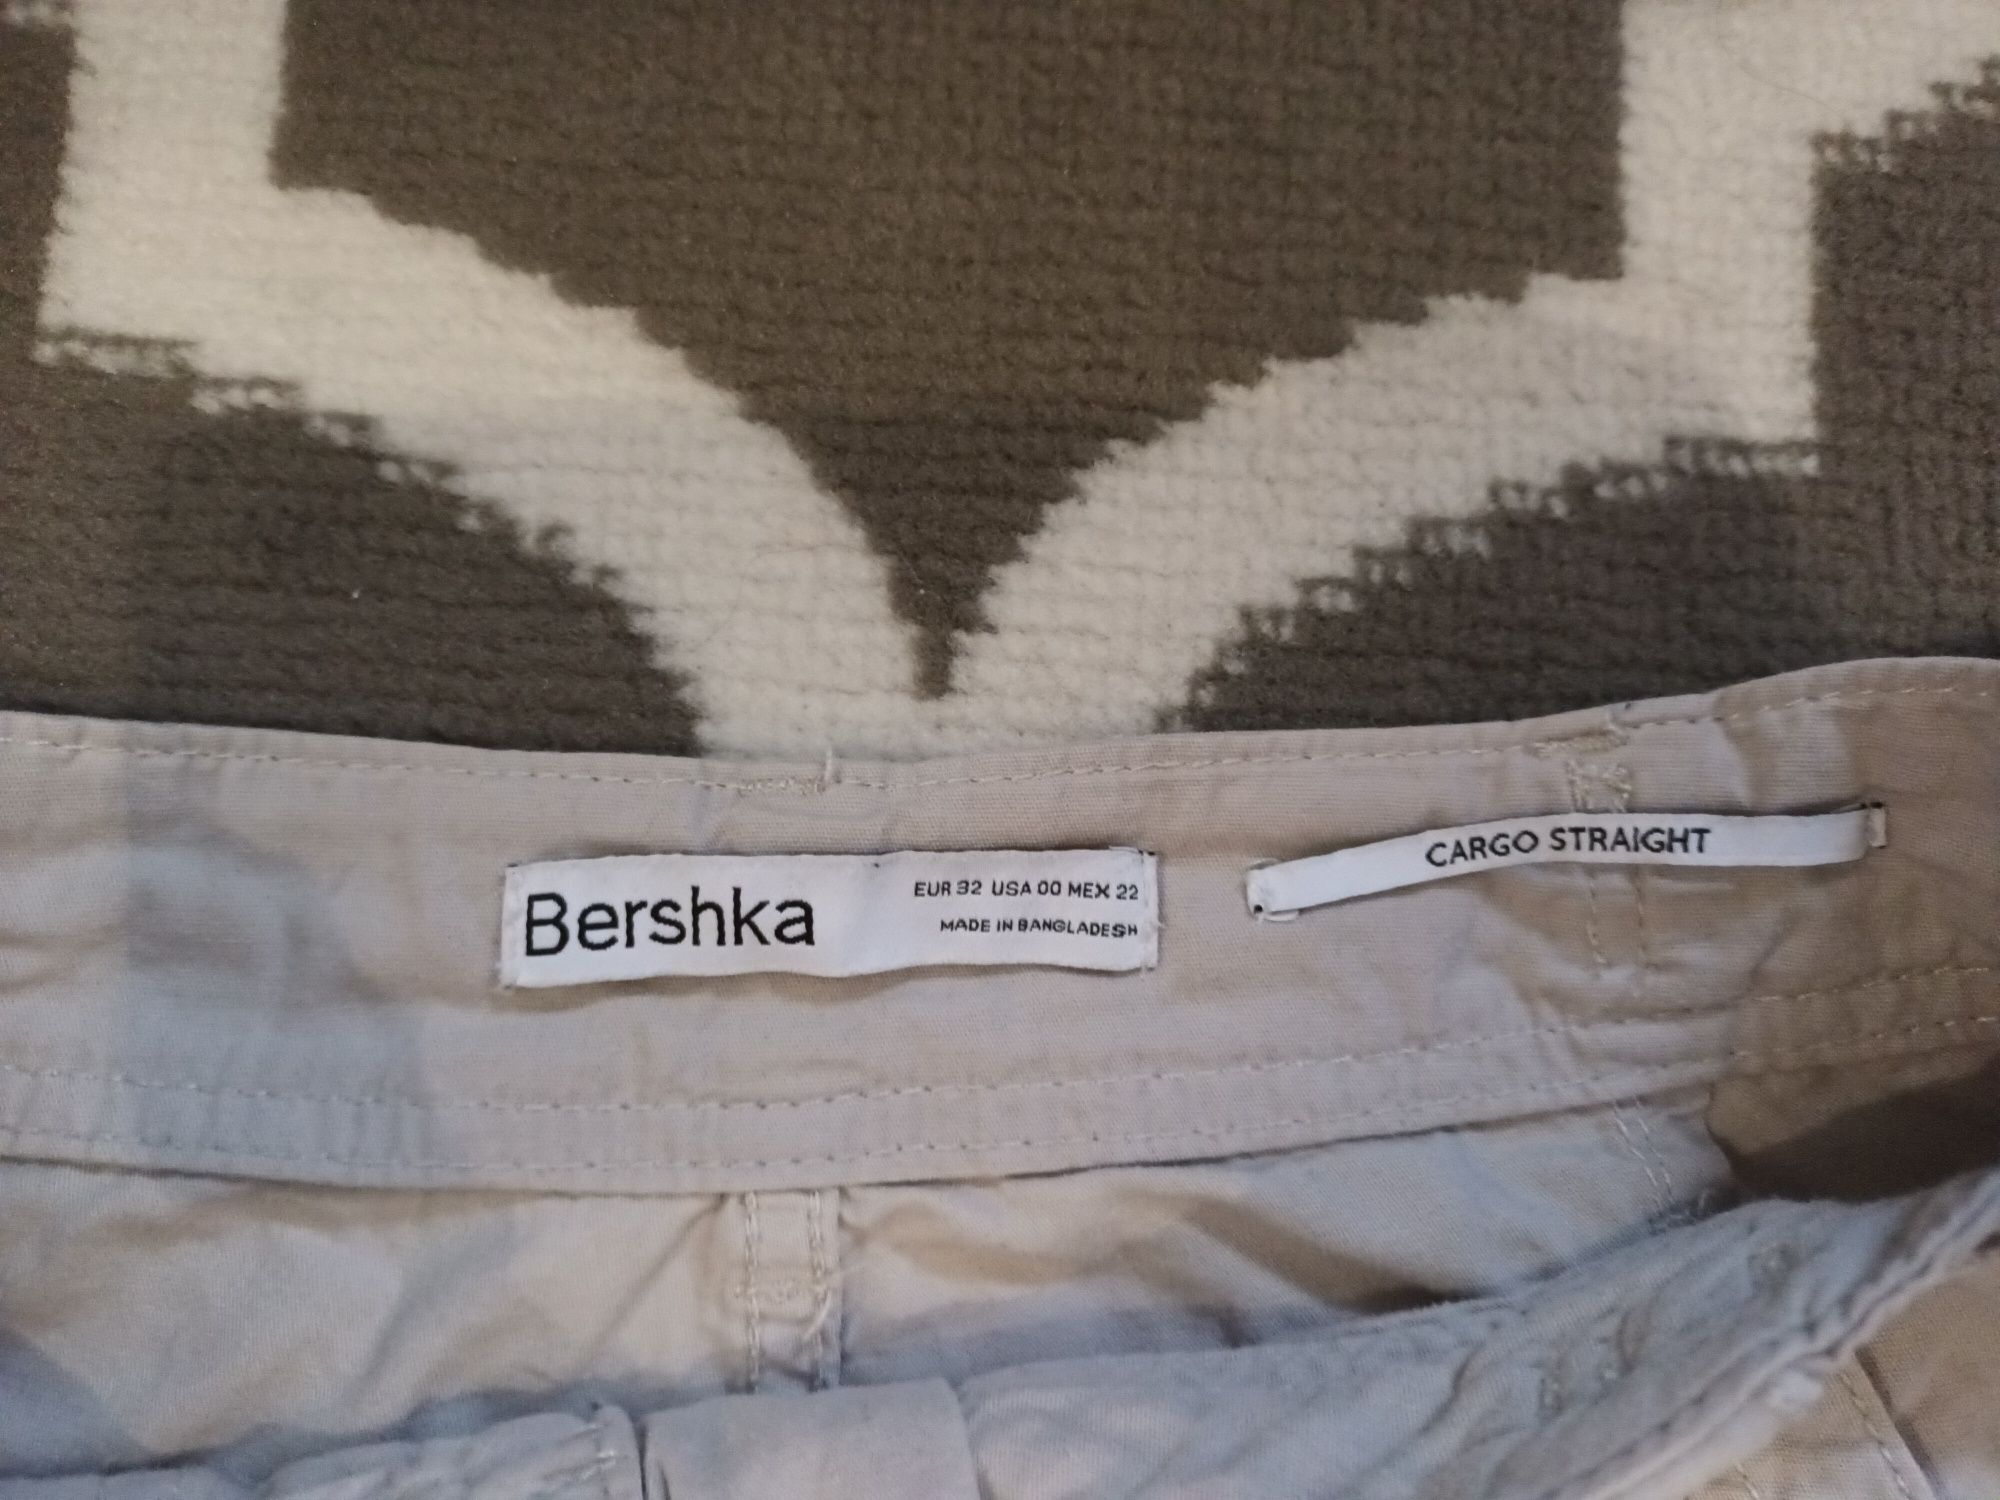 Bershka
EUR 32 USA 00 MEX 22
MADE IN BANGLADESH
CARGO STRAIGHT